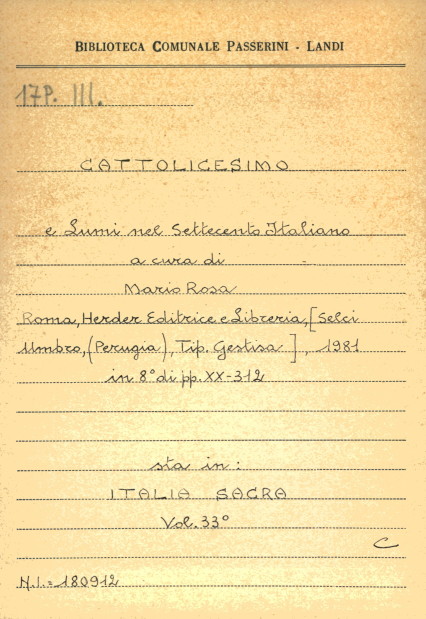 BIBLIOTECA COMUNALE PASSERINI - LANDI
17P. III.
CATTOLICESIMO
e Lumi nel Settecento Italiano
a cura di
Mario Rosa
Roma, Herder Editrice e Libreria, [Selci
Umbro, (Perugia), Tip. Gestisa], 1981
in 8° di pp. XX-312
sta in:
ITALIA SACRA
Vol. 33°
C
N.I.= 180912